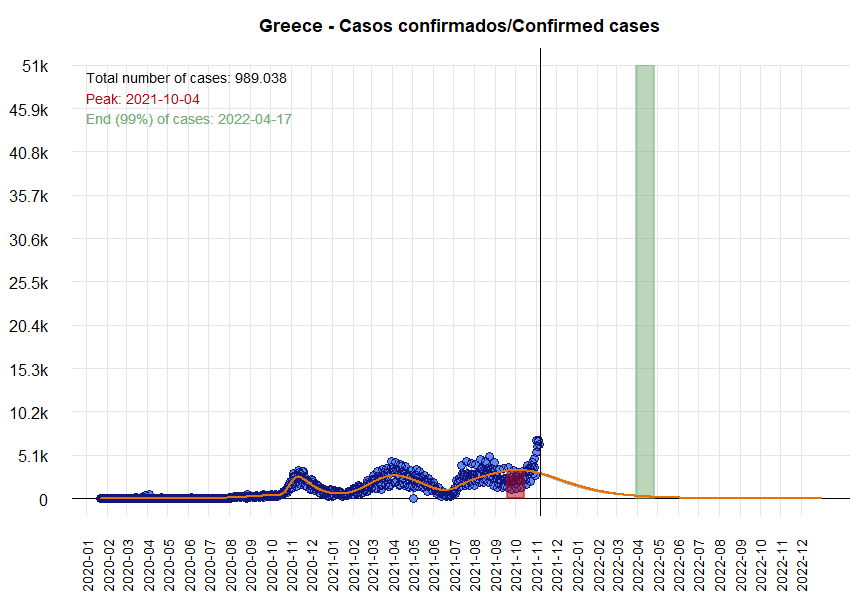 Greece - Casos confirmados/Confirmed cases
51k
45.9k
40.8k
35.7k
30.6k
25.5k
20.4k
15.3k
10.2k
5.1k
0
Total number of cases: 989.038
Peak: 2021-10-04
End (99%) of cases: 2022-04-17
2020-01
2020-02
2020-03
2020-04
2020-05
2020-06
2020-07
2020-08
2020-09
2020-10
2020-11
2020-12
2021-01
2021-02
2021-03
2021-04
2021-05
2021-06
2021-07
2021-08
2021-09
2021-10
2021-11
2021-12
2022-01
2022-02
2022-03
2022-04
2022-05
2022-06
2022-07
2022-08
2022-09
2022-10
2022-11
2022-12